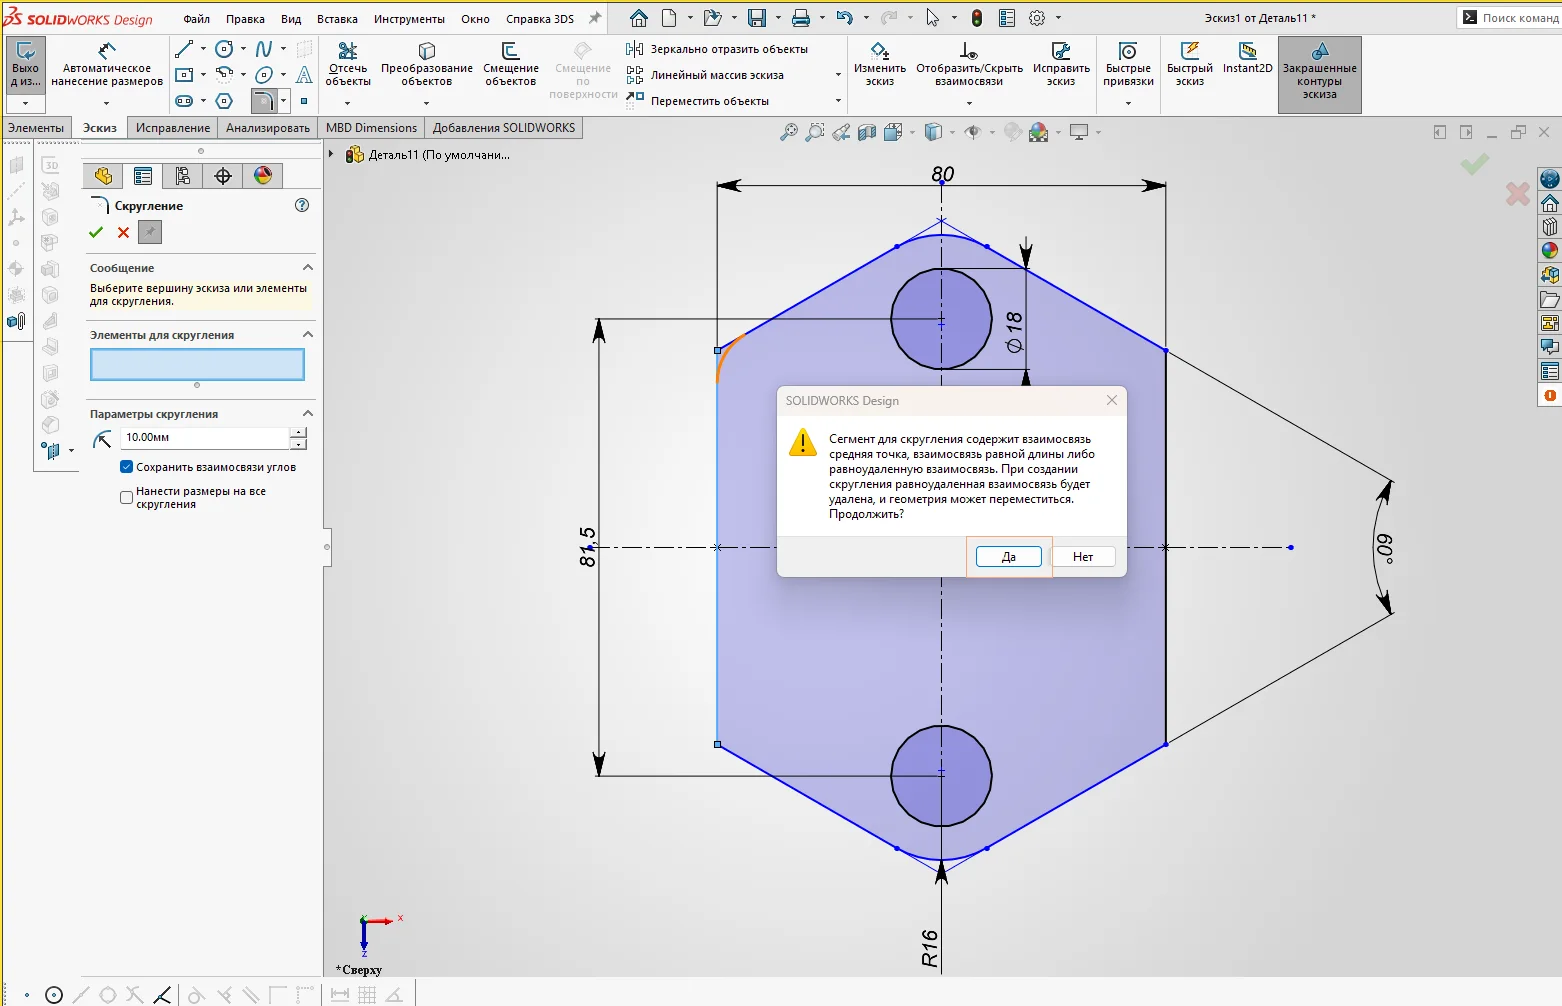 SOLIDWORKS Design
Файл
Правка
Вид
Вставка
Инструменты
Окно
Справка 3DS
Эскиз1 от Деталь11 *
Поиск команд
Выхо
д из...
Автоматическое
нанесение размеров
Отсечь
объекты
Преобразование
объектов
Смещение
объектов
Смещение
по
поверхности
Зеркально отразить объекты
Линейный массив эскиза
Переместить объекты
Изменить
эскиз
Отобразить/Скрыть
взаимосвязи
Исправить
эскиз
Быстрые
привязки
Быстрый
эскиз
Instant2D
Закрашенные
контуры
эскиза
Элементы
Эскиз
Исправление
Анализировать
MBD Dimensions
Добавления SOLIDWORKS
Деталь11 (По умолчани...
3D
Скругление
Сообщение
Выберите вершину эскиза или элементы
для скругления.
Элементы для скругления
Параметры скругления
10.00мм
Сохранить взаимосвязи углов
Нанести размеры на все
скругления
80
Ø18
81,5
60°
R16
SOLIDWORKS Design
Сегмент для скругления содержит взаимосвязь
средняя точка, взаимосвязь равной длины либо
равноудаленную взаимосвязь. При создании
скругления равноудаленная взаимосвязь будет
удалена, и геометрия может переместиться.
Продолжить?
Да
Нет
X
Y
Z
*Сверху